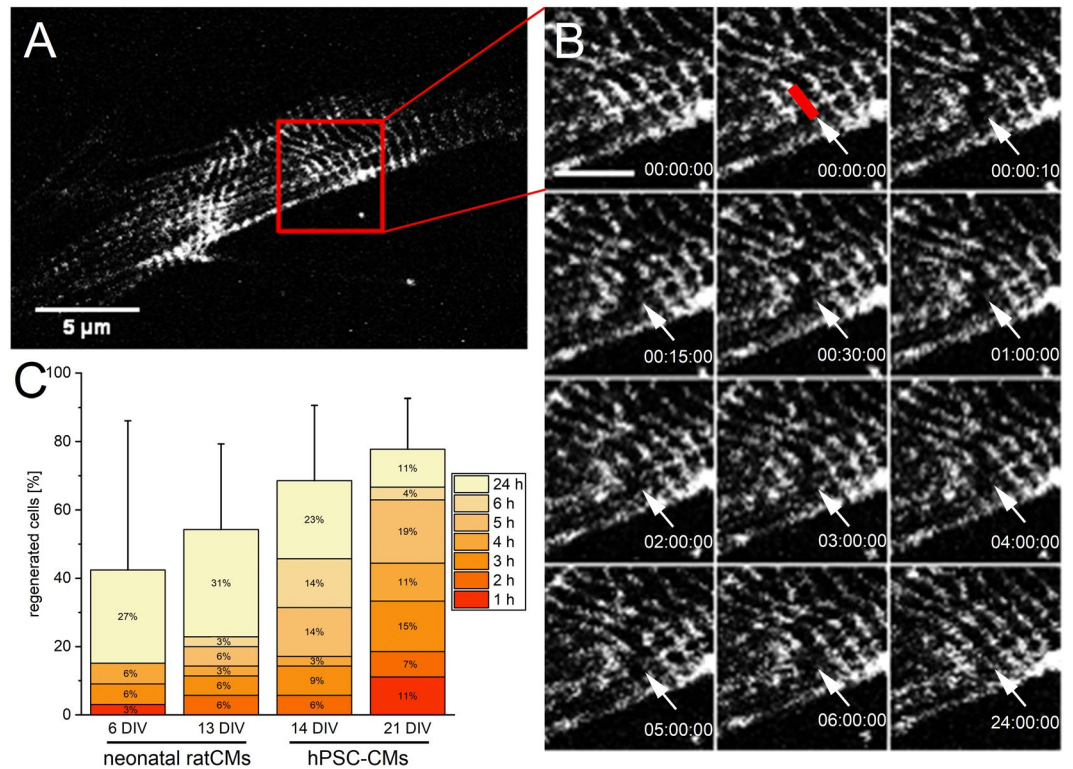 A
5 µm
B
00:00:00
00:00:00
00:00:10
00:15:00
00:30:00
01:00:00
02:00:00
03:00:00
04:00:00
05:00:00
06:00:00
24:00:00
C
100
80
60
40
20
0
regenerated cells [%]
27%
6%
6%
3%
31%
3%
6%
3%
6%
6%
23%
14%
14%
3%
9%
6%
11%
4%
19%
11%
15%
7%
11%
24 h
6 h
5 h
4 h
3 h
2 h
1 h
6 DIV
13 DIV
14 DIV
21 DIV
neonatal ratCMs
hPSC-CMs